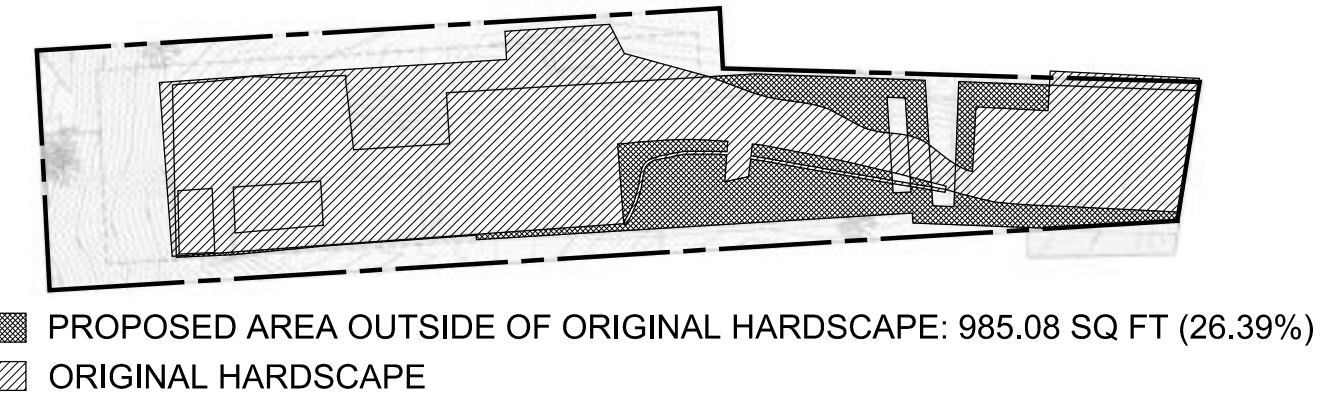 PROPOSED AREA OUTSIDE OF ORIGINAL HARDSCAPE: 985.08 SQ FT (26.39%)
ORIGINAL HARDSCAPE